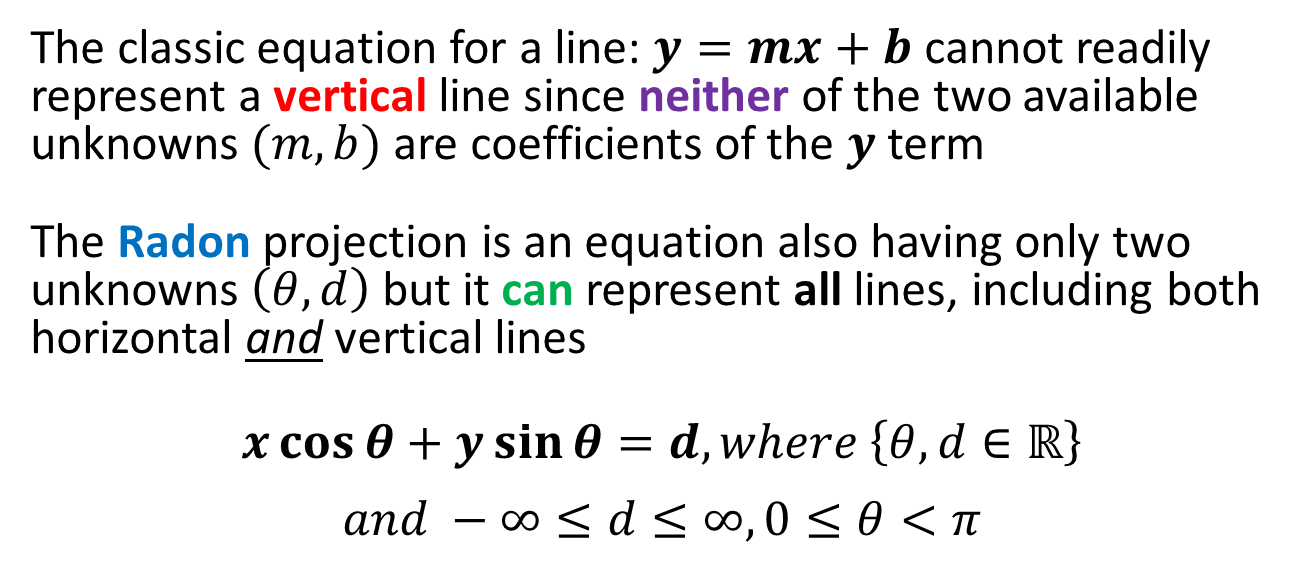 The classic equation for a line: y = mx + b cannot readily
represent a vertical line since neither of the two available
unknowns (m, b) are coefficients of the y term
The Radon projection is an equation also having only two
unknowns (θ, d) but it can represent all lines, including both
horizontal and vertical lines
x cos θ + y sin θ = d, where {θ, d ∈ ℝ}
and − ∞ ≤ d ≤ ∞, 0 ≤ θ < π